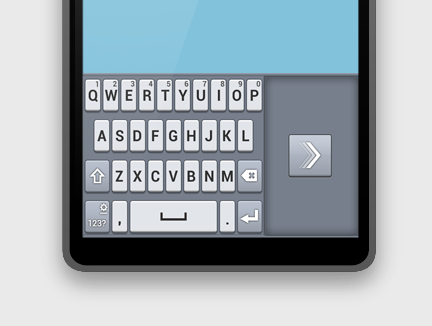 1 2 3 4 5 6 7 8 9 0
Q W E R T Y U I O P
A S D F G H J K L
Z X C V B N M
123? , .